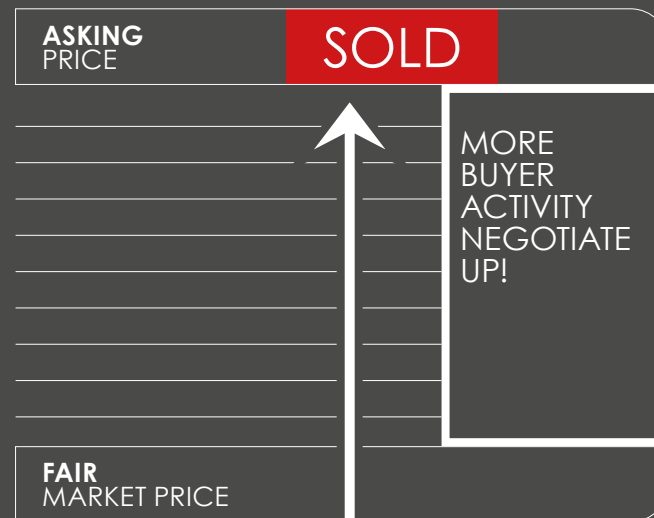 ASKING
PRICE
SOLD
MORE
BUYER
ACTIVITY
NEGOTIATE
UP!
FAIR
MARKET PRICE